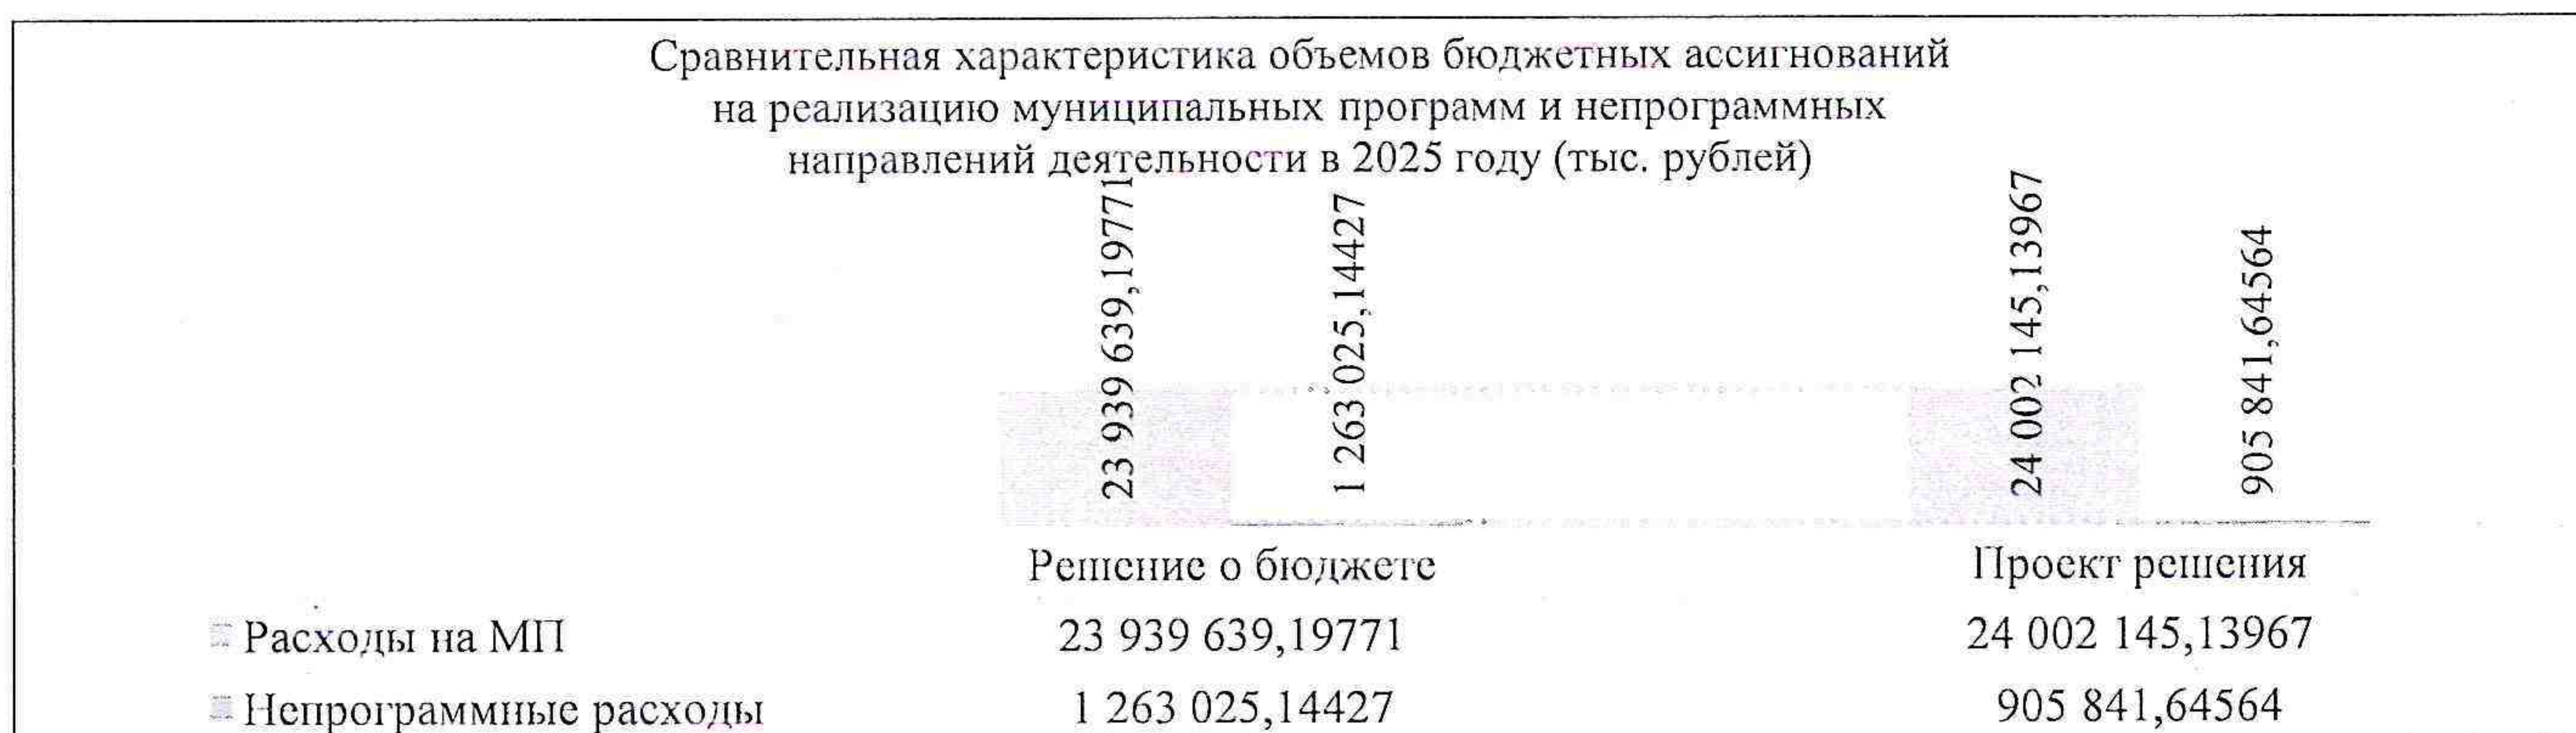 Сравнительная характеристика объемов бюджетных ассигнований
на реализацию муниципальных программ и непрограммных
направлений деятельности в 2025 году (тыс. рублей)
23 939 639,19771
1 263 025,14427
24 002 145,13967
905 841,64564
Решение о бюджете Проект решения
Расходы на МП 23 939 639,19771 24 002 145,13967
Непрограммные расходы 1 263 025,14427 905 841,64564